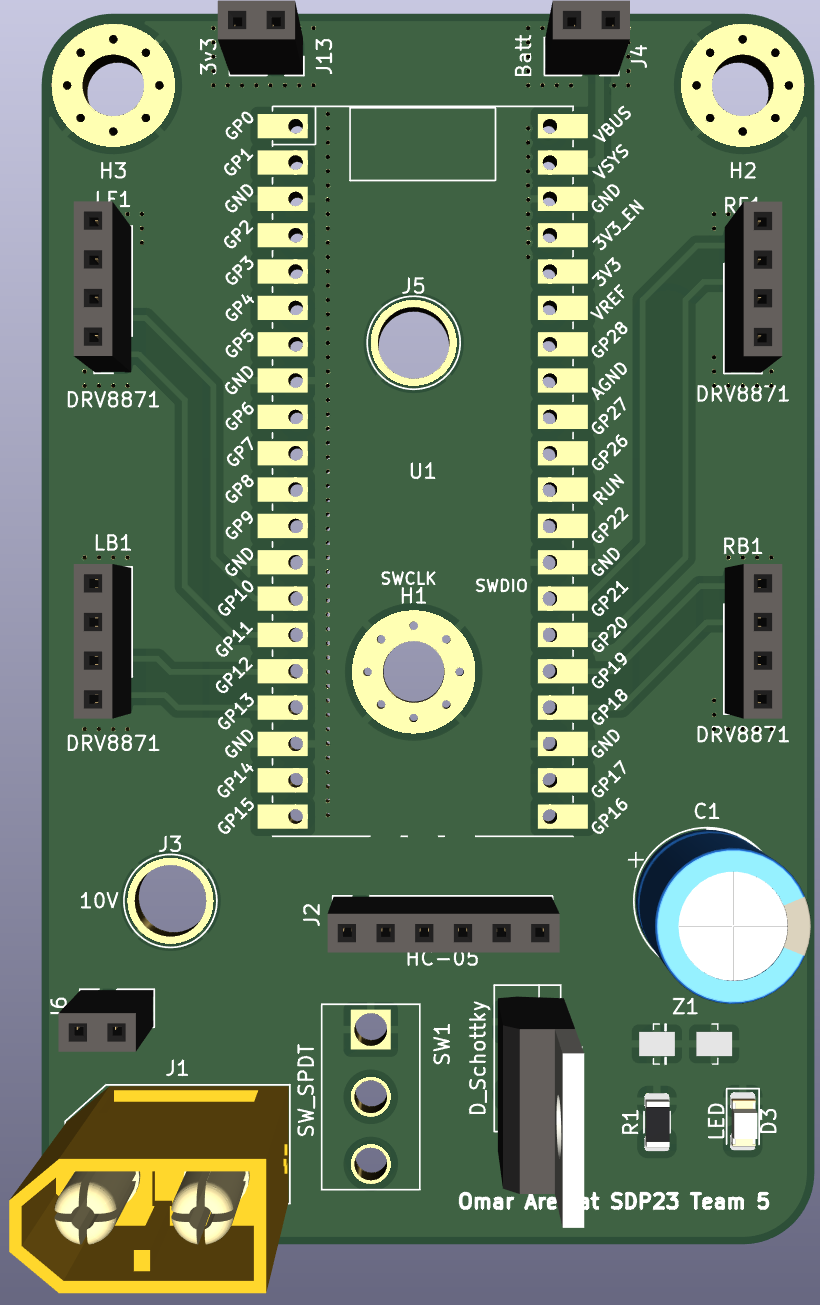 3v3
J13
Batt
J4
H3
H2
GP0
GP1
GND
GP2
GP3
GP4
GP5
GND
GP6
GP7
GP8
GP9
GND
GP10
GP11
GP12
GP13
GND
GP14
GP15
VBUS
VSYS
GND
3V3_EN
3V3
VREF
GP28
AGND
GP27
GP26
RUN
GP22
GND
GP21
GP20
GP19
GP18
GND
GP17
GP16
DRV8871
DRV8871
J5
U1
LB1
RB1
SWCLK
SWDIO
H1
DRV8871
DRV8871
J3
10V
C1
+
J2
HC-05
Z1
J1
SW_SPDT
SW1
D_Schottky
R1
LED
D3
SDP23 Team 5
Omar